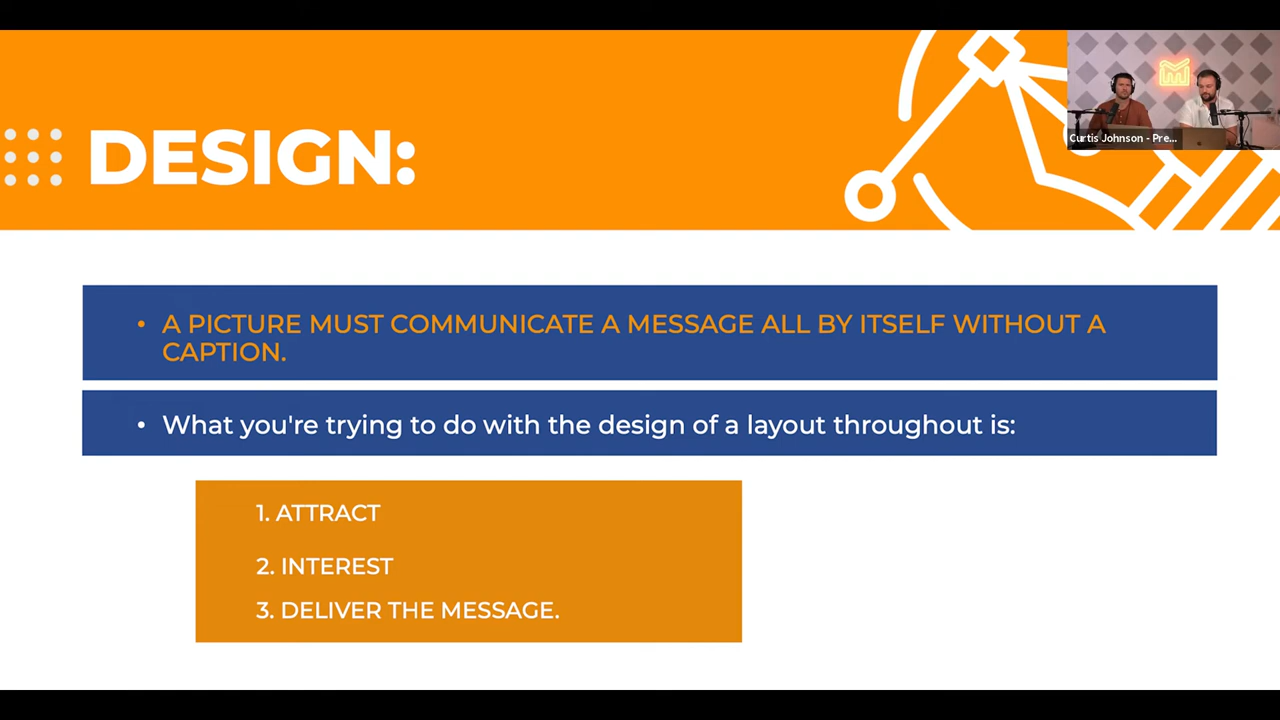 DESIGN:
Curtis Johnson - Pre...
• A PICTURE MUST COMMUNICATE A MESSAGE ALL BY ITSELF WITHOUT A
CAPTION.
• What you're trying to do with the design of a layout throughout is:
1. ATTRACT
2. INTEREST
3. DELIVER THE MESSAGE.